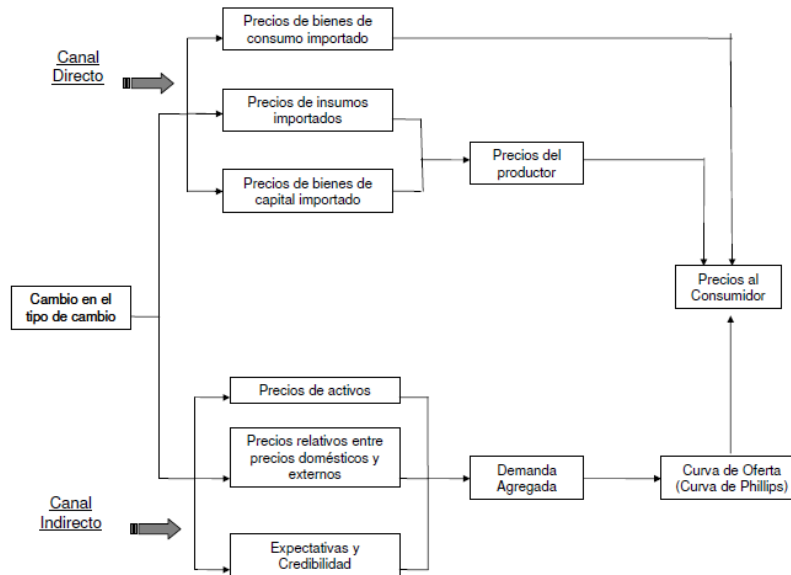 Precios de bienes de
consumo importado
Canal
Directo
Precios de insumos
importados
Precios del
productor
Precios de bienes de
capital importado
Precios al
Consumidor
Cambio en el
tipo de cambio
Precios de activos
Precios relativos entre
precios domésticos y
externos
Demanda
Agregada
Curva de Oferta
(Curva de Phillips)
Canal
Indirecto
Expectativas y
Credibilidad